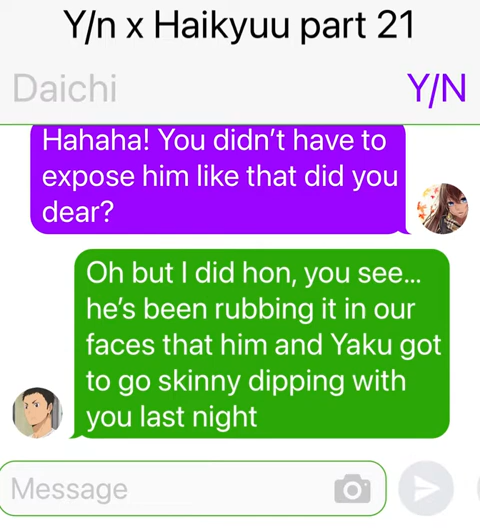 Y/n x Haikyuu part 21
Daichi
Y/N
Hahaha! You didn’t have to
expose him like that did you
dear?
Oh but I did hon, you see...
he’s been rubbing it in our
faces that him and Yaku got
to go skinny dipping with
you last night
Message